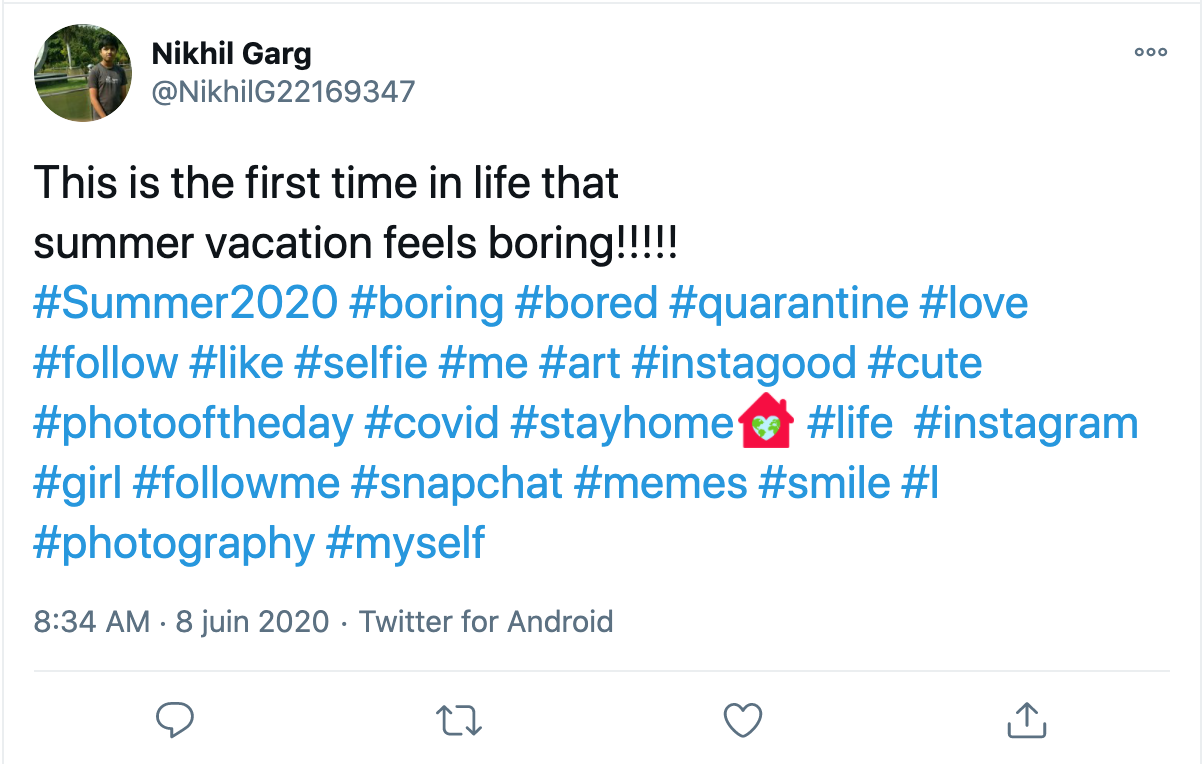 Nikhil Garg
@NikhilG22169347
This is the first time in life that
summer vacation feels boring!!!!!
#Summer2020 #boring #bored #quarantine #love
#follow #like #selfie #me #art #instagood #cute
#photooftheday #covid #stayhome #life #instagram
#girl #followme #snapchat #memes #smile #l
#photography #myself
8:34 AM · 8 juin 2020 · Twitter for Android